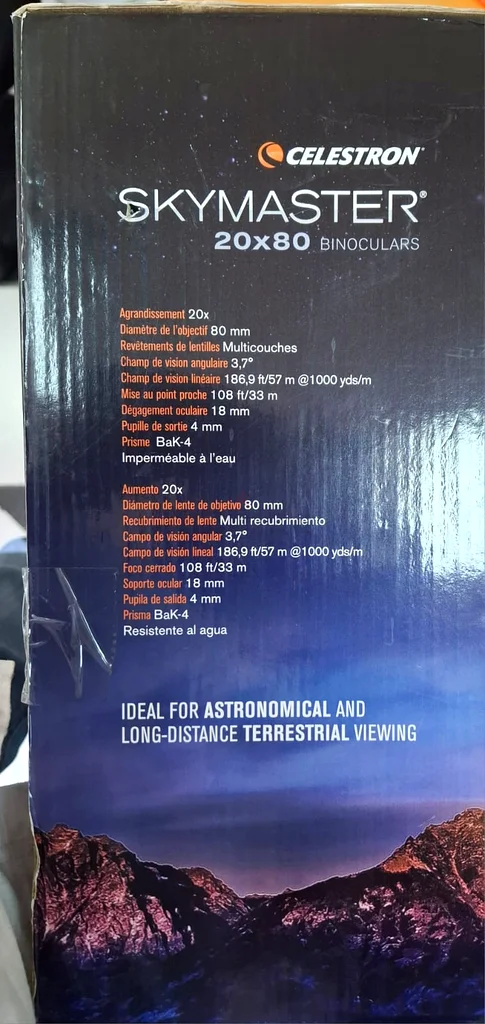 CELESTRON®
SKYMASTER®
20x80 BINOCULARS
Agrandissement 20x
Diamètre de l'objectif 80 mm
Revêtements de lentilles Multicouches
Champ de vision angulaire 3,7°
Champ de vision linéaire 186,9 ft/57 m @1000 yds/m
Mise au point proche 108 ft/33 m
Dégagement oculaire 18 mm
Pupille de sortie 4 mm
Prisme BaK-4
Imperméable à l'eau
Aumento 20x
Diámetro de lente de objetivo 80 mm
Recubrimiento de lente Multi recubrimiento
Campo de visión angular 3,7°
Campo de visión lineal 186,9 ft/57 m @1000 yds/m
Foco cerrado 108 ft/33 m
Soporte ocular 18 mm
Pupila de salida 4 mm
Prisma BaK-4
Resistente al agua
IDEAL FOR ASTRONOMICAL AND
LONG-DISTANCE TERRESTRIAL VIEWING